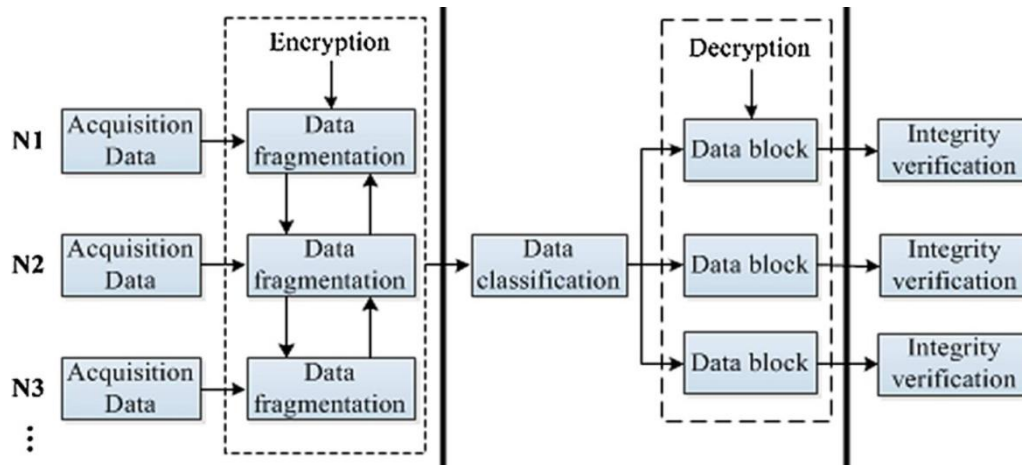 Encryption
Decryption
N1
Acquisition
Data
Data
fragmentation
Data block
Integrity
verification
N2
Acquisition
Data
Data
fragmentation
Data
classification
Data block
Integrity
verification
N3
Acquisition
Data
Data
fragmentation
Data block
Integrity
verification
...